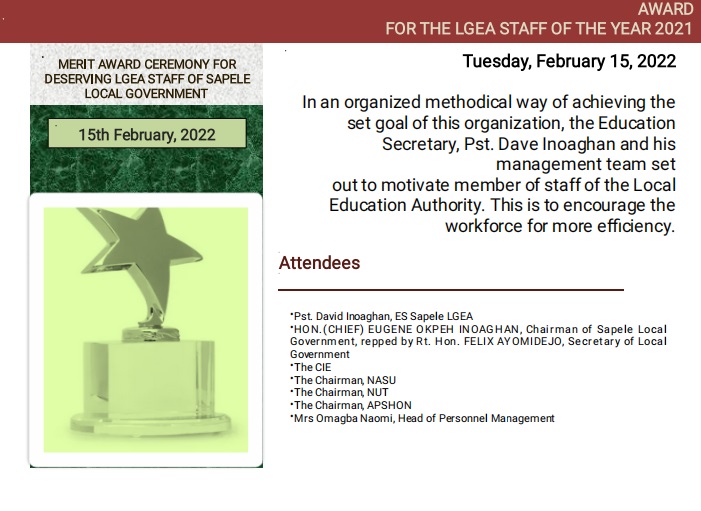 AWARD
FOR THE LGEA STAFF OF THE YEAR 2021
MERIT AWARD CEREMONY FOR
DESERVING LGEA STAFF OF SAPELE
LOCAL GOVERNMENT
15th February, 2022
Tuesday, February 15, 2022
In an organized methodical way of achieving the
set goal of this organization, the Education
Secretary, Pst. Dave Inoaghan and his
management team set
out to motivate member of staff of the Local
Education Authority. This is to encourage the
workforce for more efficiency.
Attendees
*Pst. David Inoaghan, ES Sapele LGEA
*HON.(CHIEF) EUGENE OKPEH INOAGHAN, Chairman of Sapele Local
Government, repped by Rt. Hon. FELIX AYOMIDEJO, Secretary of Local
Government
*The CIE
*The Chairman, NASU
*The Chairman, NUT
*The Chairman, APSHON
*Mrs Omagba Naomi, Head of Personnel Management